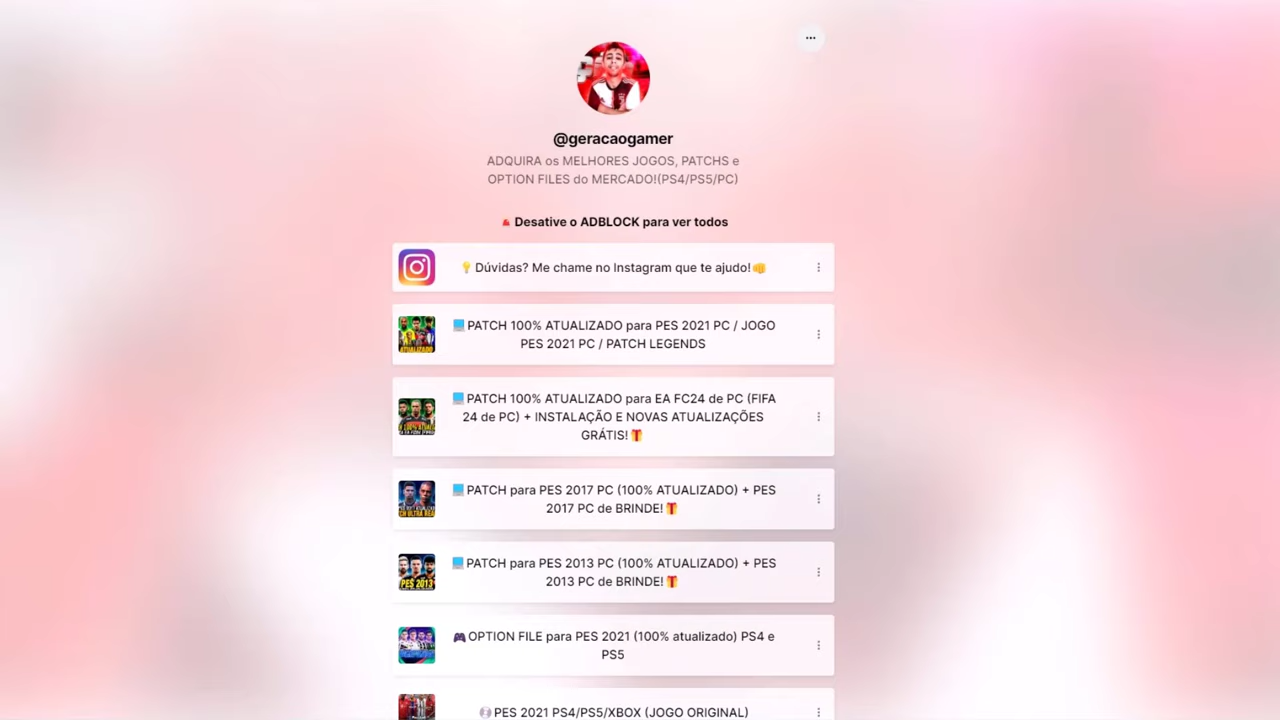 @geracaogamer
ADQUIRA os MELHORES JOGOS, PATCHS e
OPTION FILES do MERCADO!(PS4/PS5/PC)
Desative o ADBLOCK para ver todos
💡Dúvidas? Me chame no Instagram que te ajudo!👊
💻PATCH 100% ATUALIZADO para PES 2021 PC / JOGO
PES 2021 PC / PATCH LEGENDS
ATUALIZADO
💻PATCH 100% ATUALIZADO para EA FC24 de PC (FIFA
24 de PC) + INSTALAÇÃO E NOVAS ATUALIZAÇÕES
GRÁTIS!🎁
💻PATCH para PES 2017 PC (100% ATUALIZADO) + PES
2017 PC de BRINDE!🎁
💻PATCH para PES 2013 PC (100% ATUALIZADO) + PES
2013 PC de BRINDE!🎁
PES 2013
🎮OPTION FILE para PES 2021 (100% atualizado) PS4 e
PS5
PES 2021 PS4/PS5/XBOX (JOGO ORIGINAL)